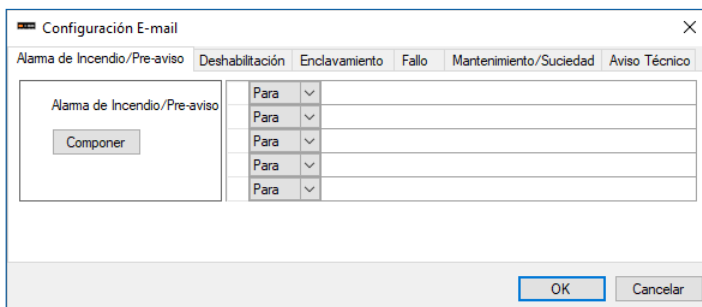 Configuración E-mail
Alarma de Incendio/Pre-aviso Deshabilitación Enclavamiento Fallo Mantenimiento/Suciedad Aviso Técnico
Alarma de Incendio/Pre-aviso
Componer
Para
Para
Para
Para
Para
OK Cancelar